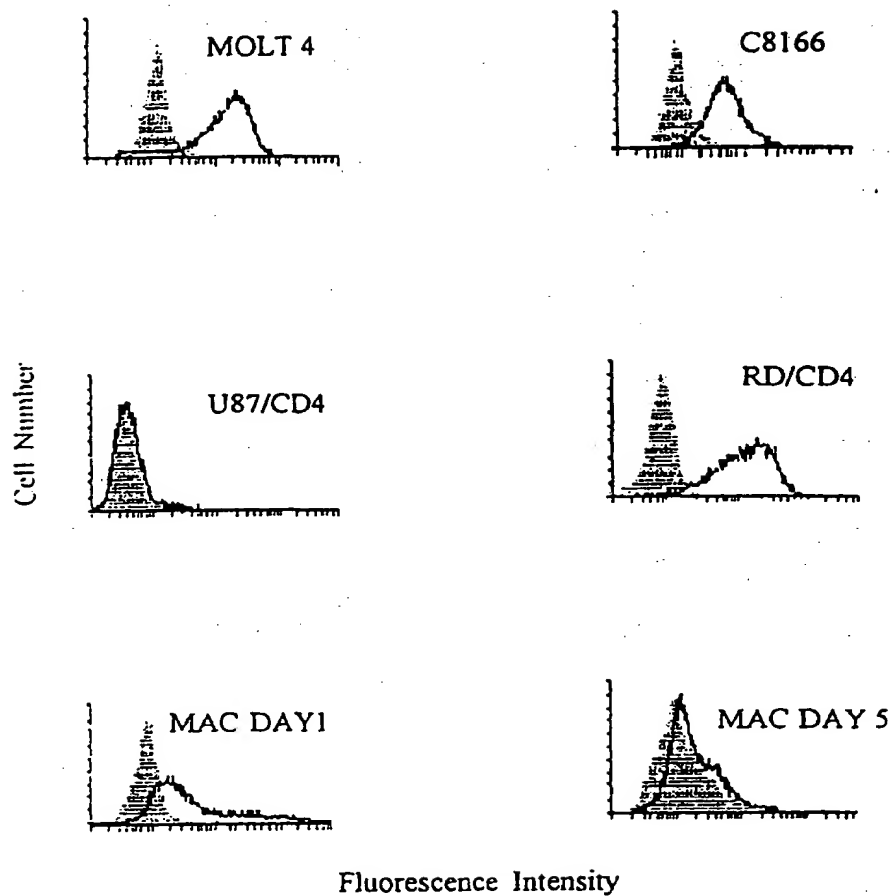 MOLT 4
C8166
Cell Number
U87/CD4
RD/CD4
MAC DAY1
MAC DAY 5
Fluorescence Intensity